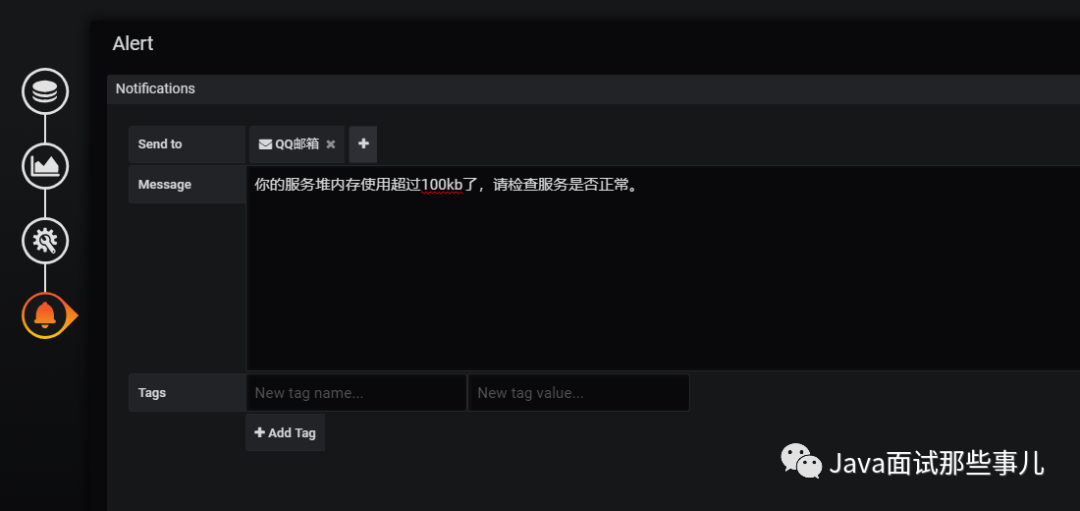 Alert
Notifications
Send to
QQ邮箱
Message
你的服务堆内存使用超过100kb了，请检查服务是否正常。
Tags
New tag name...
New tag value...
Add Tag
Java面试那些事儿